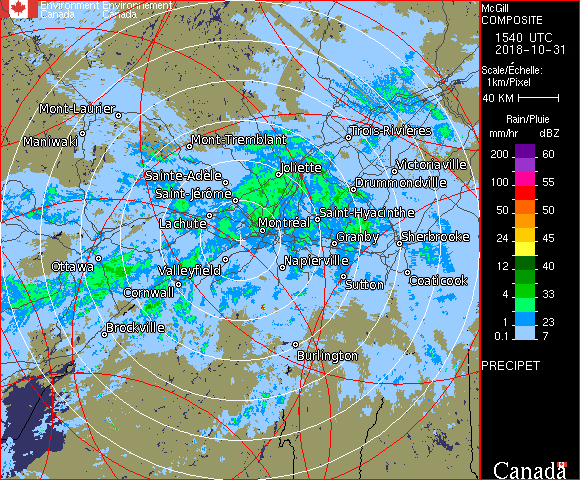 Environment Environnement
Canada Canada
McGill
COMPOSITE
1540 UTC
2018-10-31
Scale/Échelle:
1km/Pixel
40 KM
Rain/Pluie
mm/hr dBZ
200 60
100 55
50 50
24 45
12 40
4 33
1 23
0.1 7
PRECIPET
Canada
Mont-Laurier
Maniwaki
Mont-Tremblant
Trois-Rivières
Victoriaville
Sainte-Adèle
Joliette
Drummondville
Saint-Jérôme
Saint-Hyacinthe
Lachute
Montréal
Granby
Sherbrooke
Ottawa
Valleyfield
Napierville
Sutton
Coaticook
Cornwall
Brockville
Burlington